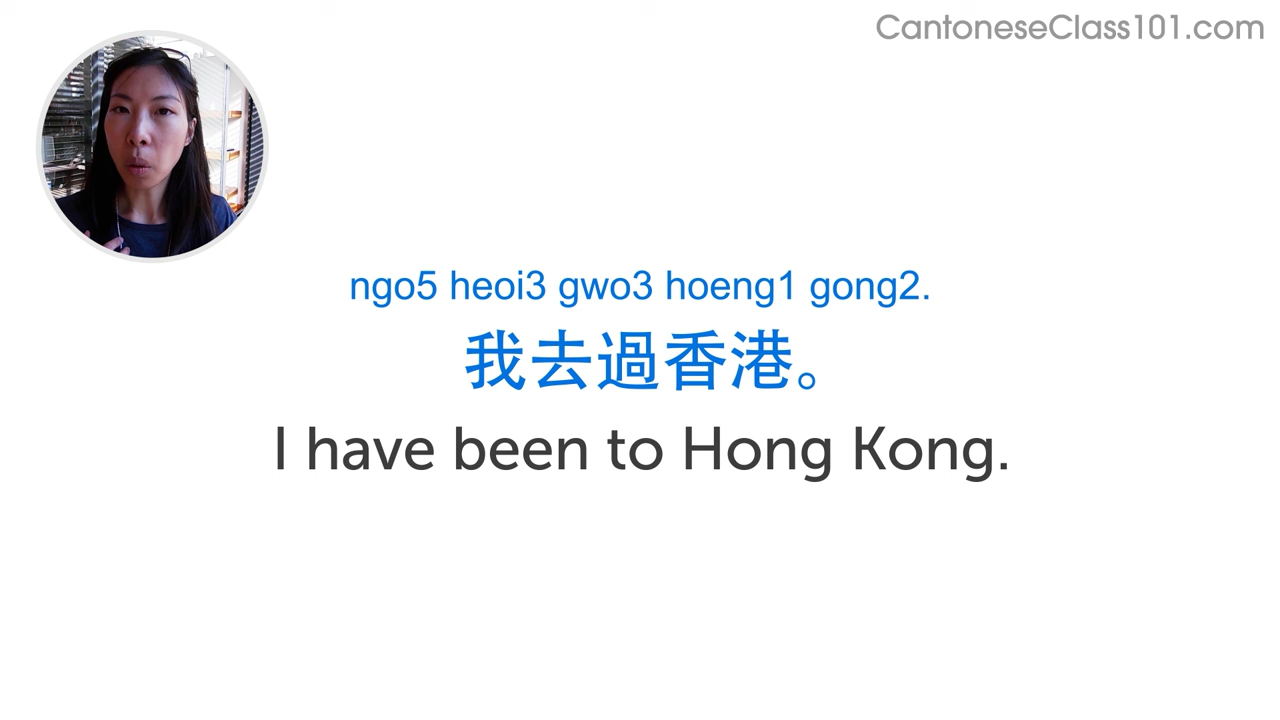 CantoneseClass101.com
ngo5 heoi3 gwo3 hoeng1 gong2.
我去過香港。
I have been to Hong Kong.